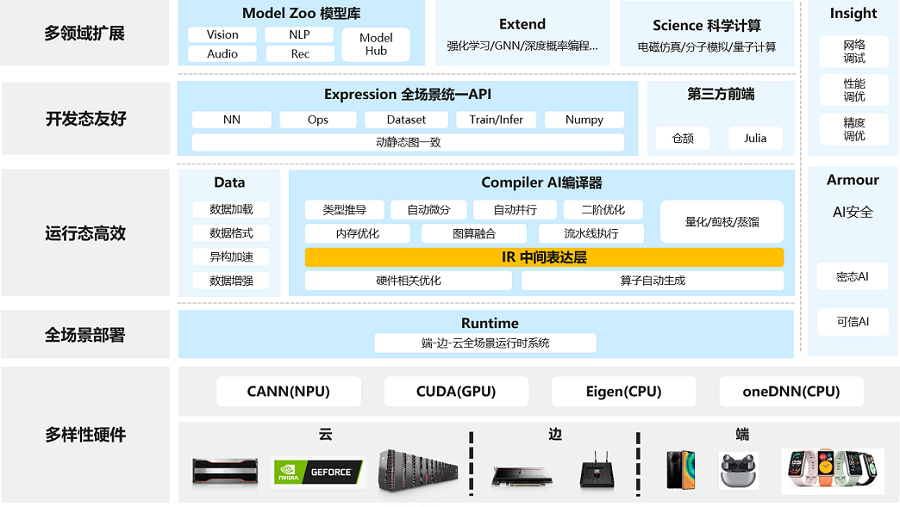 多领域扩展
Model Zoo 模型库
Vision
NLP
Audio
Rec
Model
Hub
Extend
强化学习/GNN/深度概率编程...
Science 科学计算
电磁仿真/分子模拟/量子计算
Insight
网络
调试
性能
调优
精度
调优
开发态友好
Expression 全场景统一API
NN
Ops
Dataset
Train/Infer
Numpy
动静态图一致
第三方前端
仓颉
Julia
运行态高效
Data
数据加载
数据格式
异构加速
数据增强
Compiler AI编译器
类型推导
自动微分
自动并行
二阶优化
内存优化
图算融合
流水线执行
量化/剪枝/蒸馏
IR 中间表达层
硬件相关优化
算子自动生成
Armour
AI安全
密态AI
可信AI
全场景部署
Runtime
端-边-云全场景运行时系统
多样性硬件
CANN(NPU)
CUDA(GPU)
Eigen(CPU)
oneDNN(CPU)
云
边
端
NVIDIA
GEFORCE